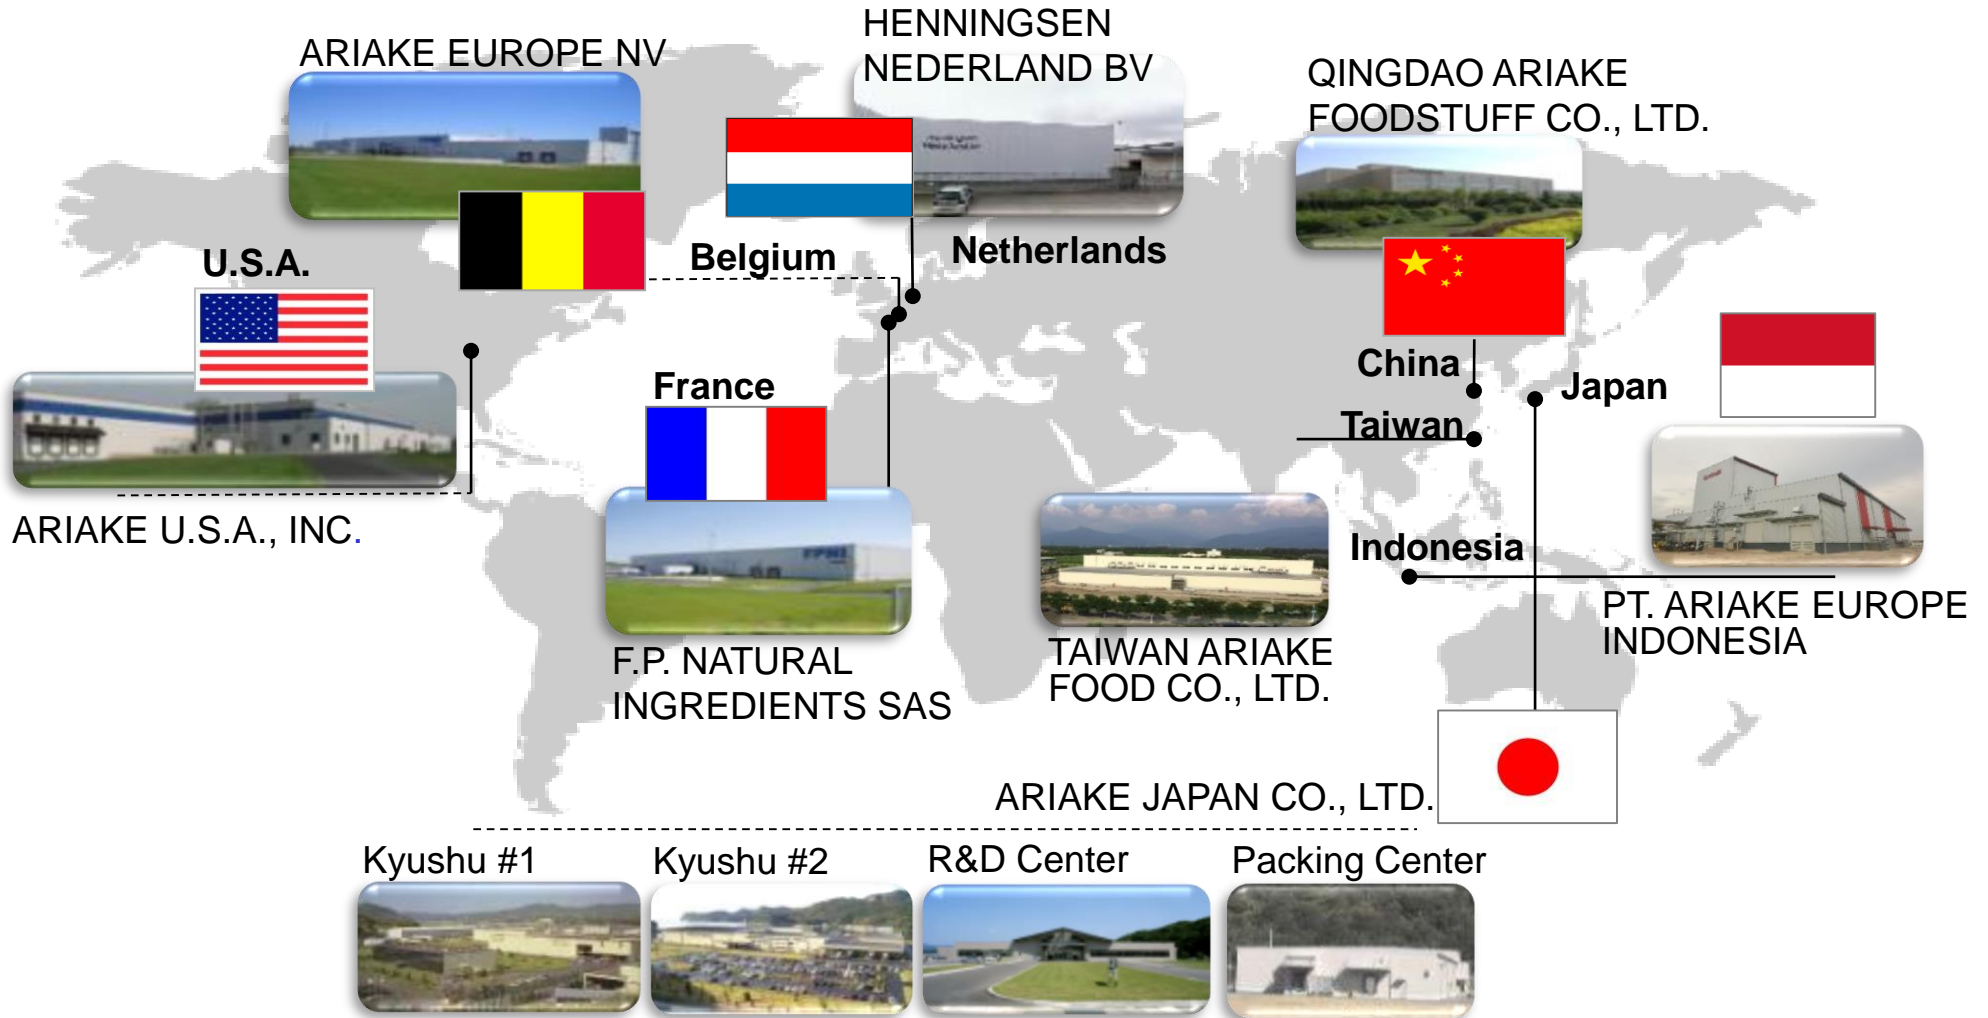 HENNINGSEN
NEDERLAND BV
ARIAKE EUROPE NV
QINGDAO ARIAKE
FOODSTUFF CO., LTD.
U.S.A.
Belgium
Netherlands
China
France
Japan
Taiwan
ARIAKE U.S.A., INC.
Indonesia
PT. ARIAKE EUROPE
INDONESIA
F.P. NATURAL
INGREDIENTS SAS
TAIWAN ARIAKE
FOOD CO., LTD.
ARIAKE JAPAN CO., LTD.
Kyushu #1
Kyushu #2
R&D Center
Packing Center